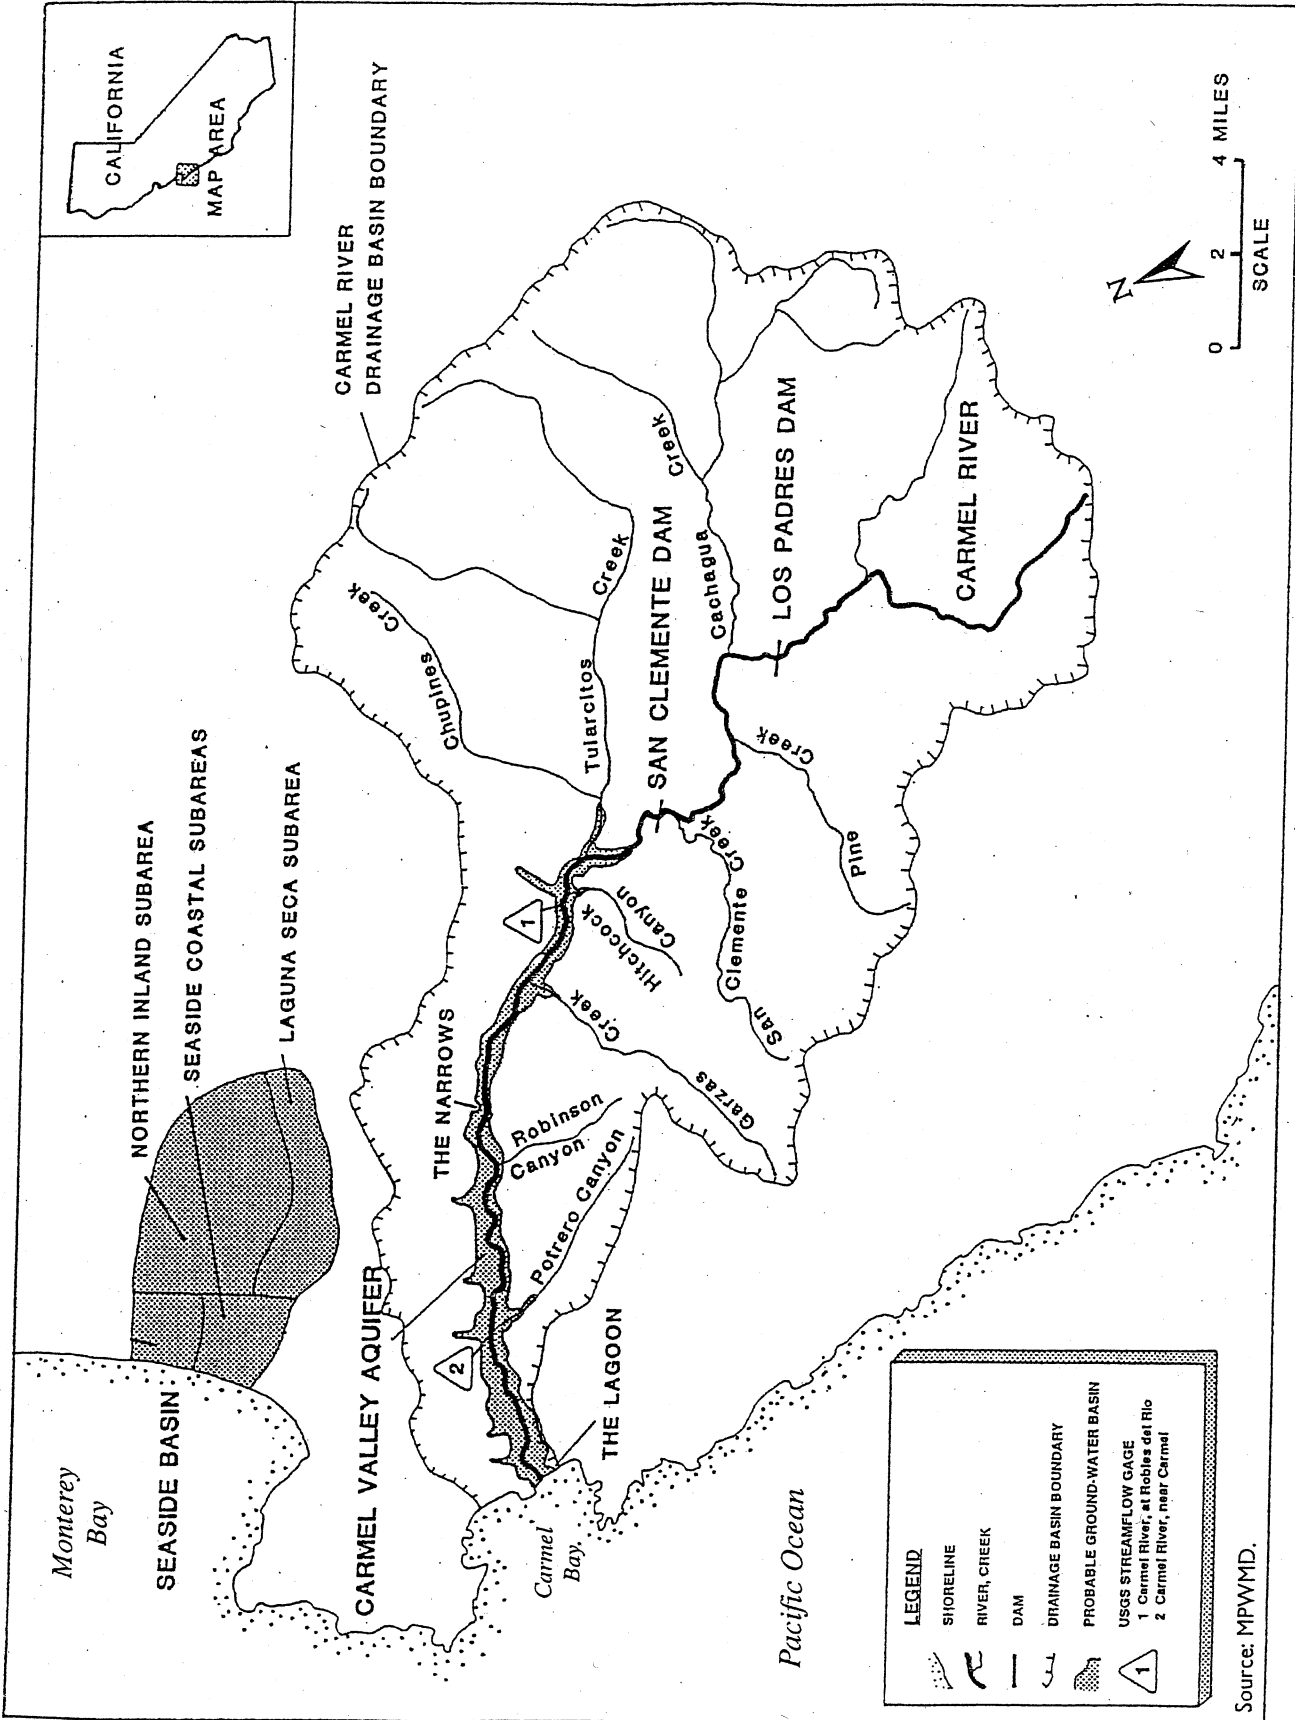 CALIFORNIA
MAP AREA
CARMEL RIVER
DRAINAGE BASIN BOUNDARY
NORTHERN INLAND SUBAREA
SEASIDE COASTAL SUBAREAS
LAGUNA SECA SUBAREA
Monterey
Bay
SEASIDE BASIN
CARMEL VALLEY AQUIFER
THE NARROWS
Chupines Creek
Tularcitos Creek
Cachagua Creek
SAN CLEMENTE DAM
LOS PADRES DAM
CARMEL RIVER
Pine Creek
San Clemente Creek
Hitchcock
Canyon
Garzas Creek
Robinson
Canyon
Potrero Canyon
1
2
THE LAGOON
Carmel
Bay.
Pacific Ocean
N
0 2 4 MILES
SCALE
LEGEND
SHORELINE
RIVER, CREEK
DAM
DRAINAGE BASIN BOUNDARY
PROBABLE GROUND-WATER BASIN
1
USGS STREAMFLOW GAGE
1 Carmel River, at Robles del Rio
2 Carmel River, near Carmel
Source: MPWMD.